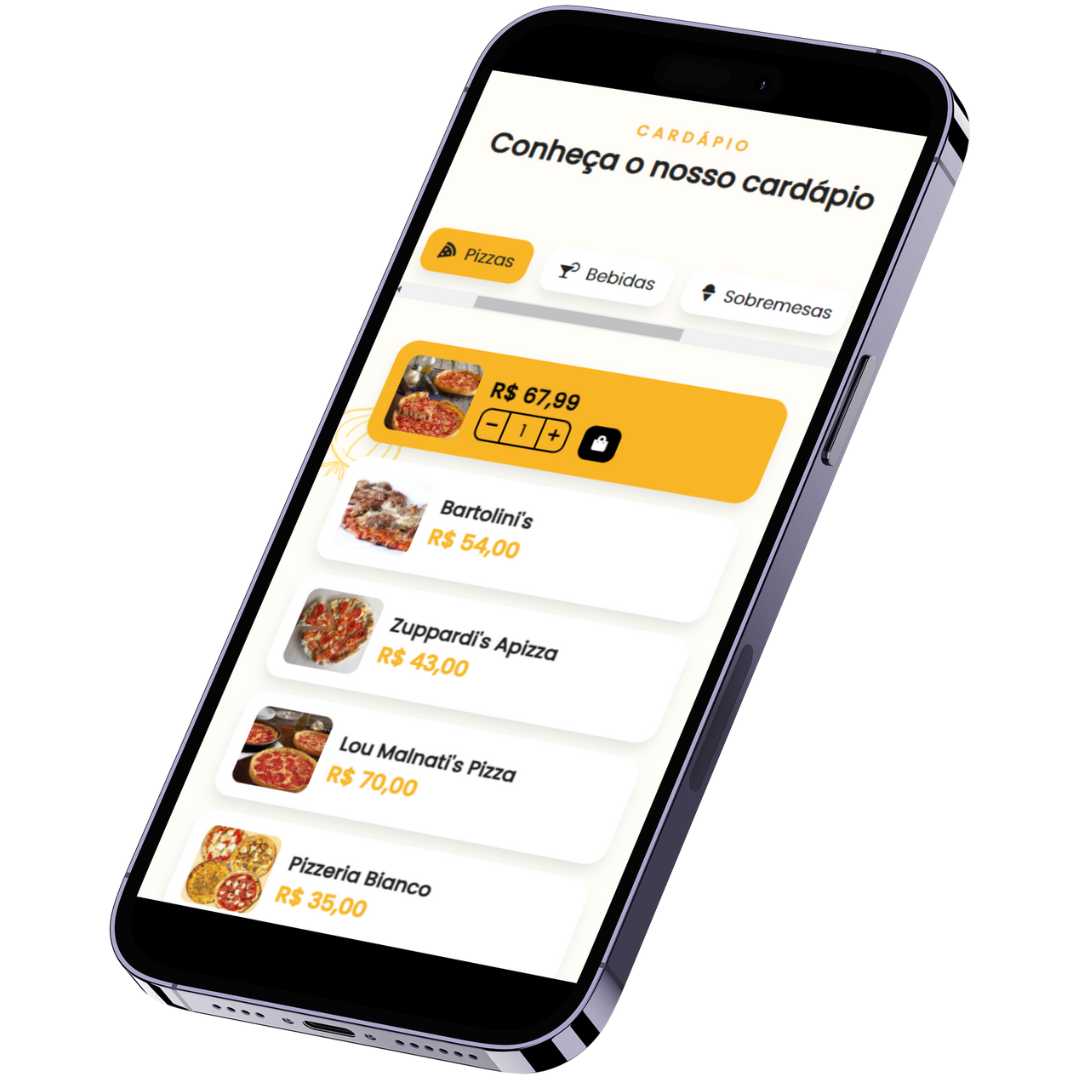 CARDÁPIO
Conheça o nosso cardápio
Pizzas
Bebidas
Sobremesas
R$ 67,99
− 1 +
Bartolini's
R$ 54,00
Zuppardi's Apizza
R$ 43,00
Lou Malnati's Pizza
R$ 70,00
Pizzeria Bianco
R$ 35,00